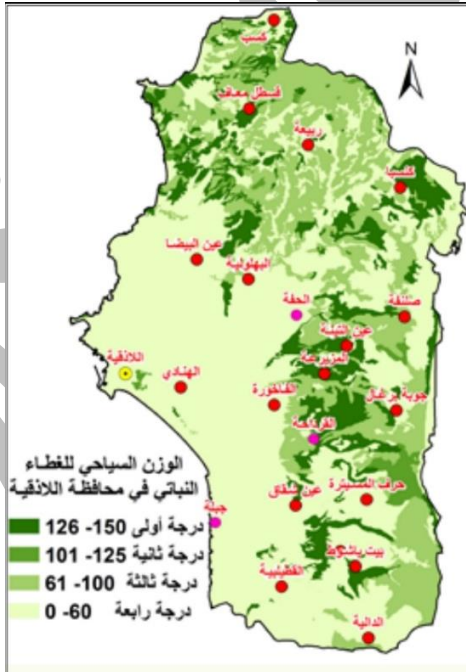 كسب
N
قسطل معاف
ربيعة
كنسبا
عين البيضا
البهلولية
الحفة
صلنفة
عين التينة
المزيرعة
اللاذقية
الهنادي
الفاخورة
جوبة برغال
القرداحة
الوزن السياحي للغطاء
النباتي في محافظة اللاذقية
حرف المسيترة
عين شقاق
جبلة
درجة أولى 150- 126
درجة ثانية 125- 101
بيت ياشوط
درجة ثالثة 100- 61
القطيلبية
درجة رابعة 60- 0
الدالية